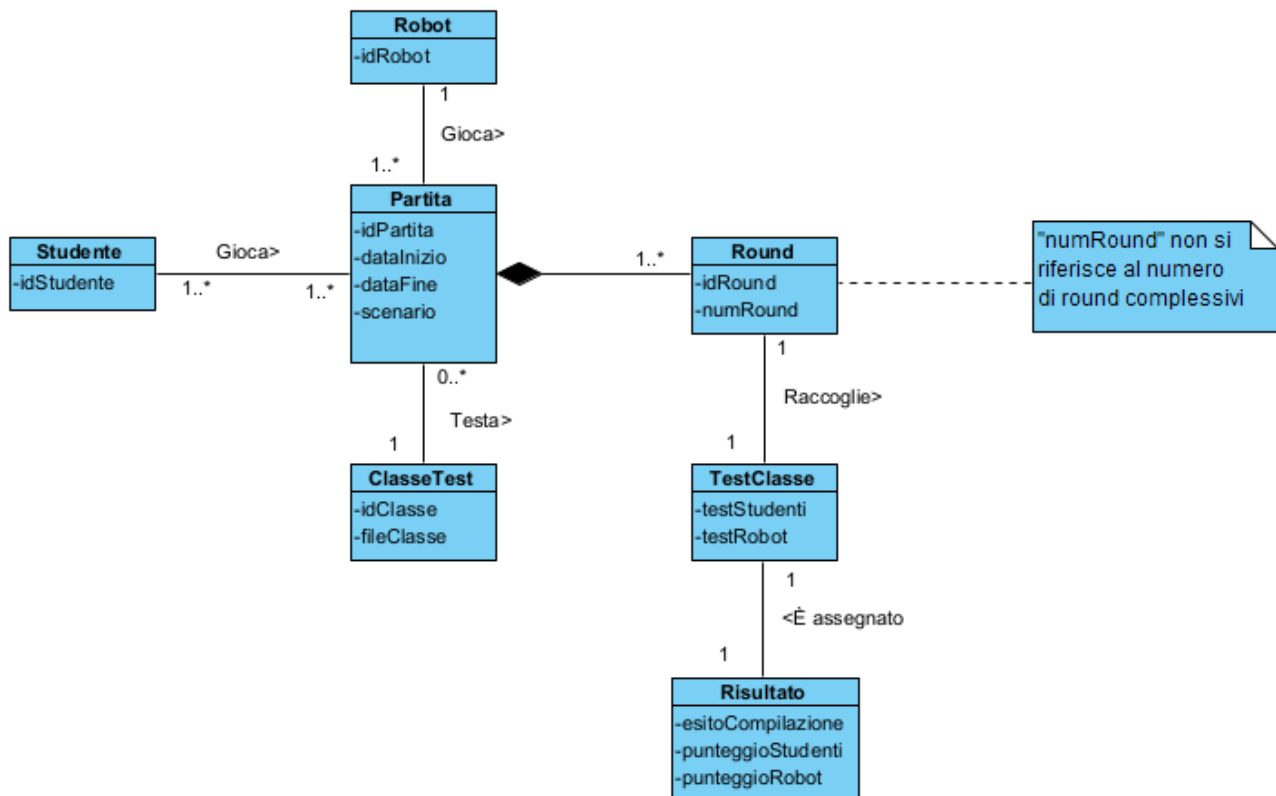 Robot
-idRobot
1
Gioca>
1..*
Partita
-idPartita
-dataInizio
-dataFine
-scenario
Studente
-idStudente
Gioca>
1..*
1..*
1..*
Round
-idRound
-numRound
"numRound" non si
riferisce al numero
di round complessivi
0..*
Testa>
1
ClasseTest
-idClasse
-fileClasse
1
Raccoglie>
1
TestClasse
-testStudenti
-testRobot
1
<È assegnato
1
Risultato
-esitoCompilazione
-punteggioStudenti
-punteggioRobot